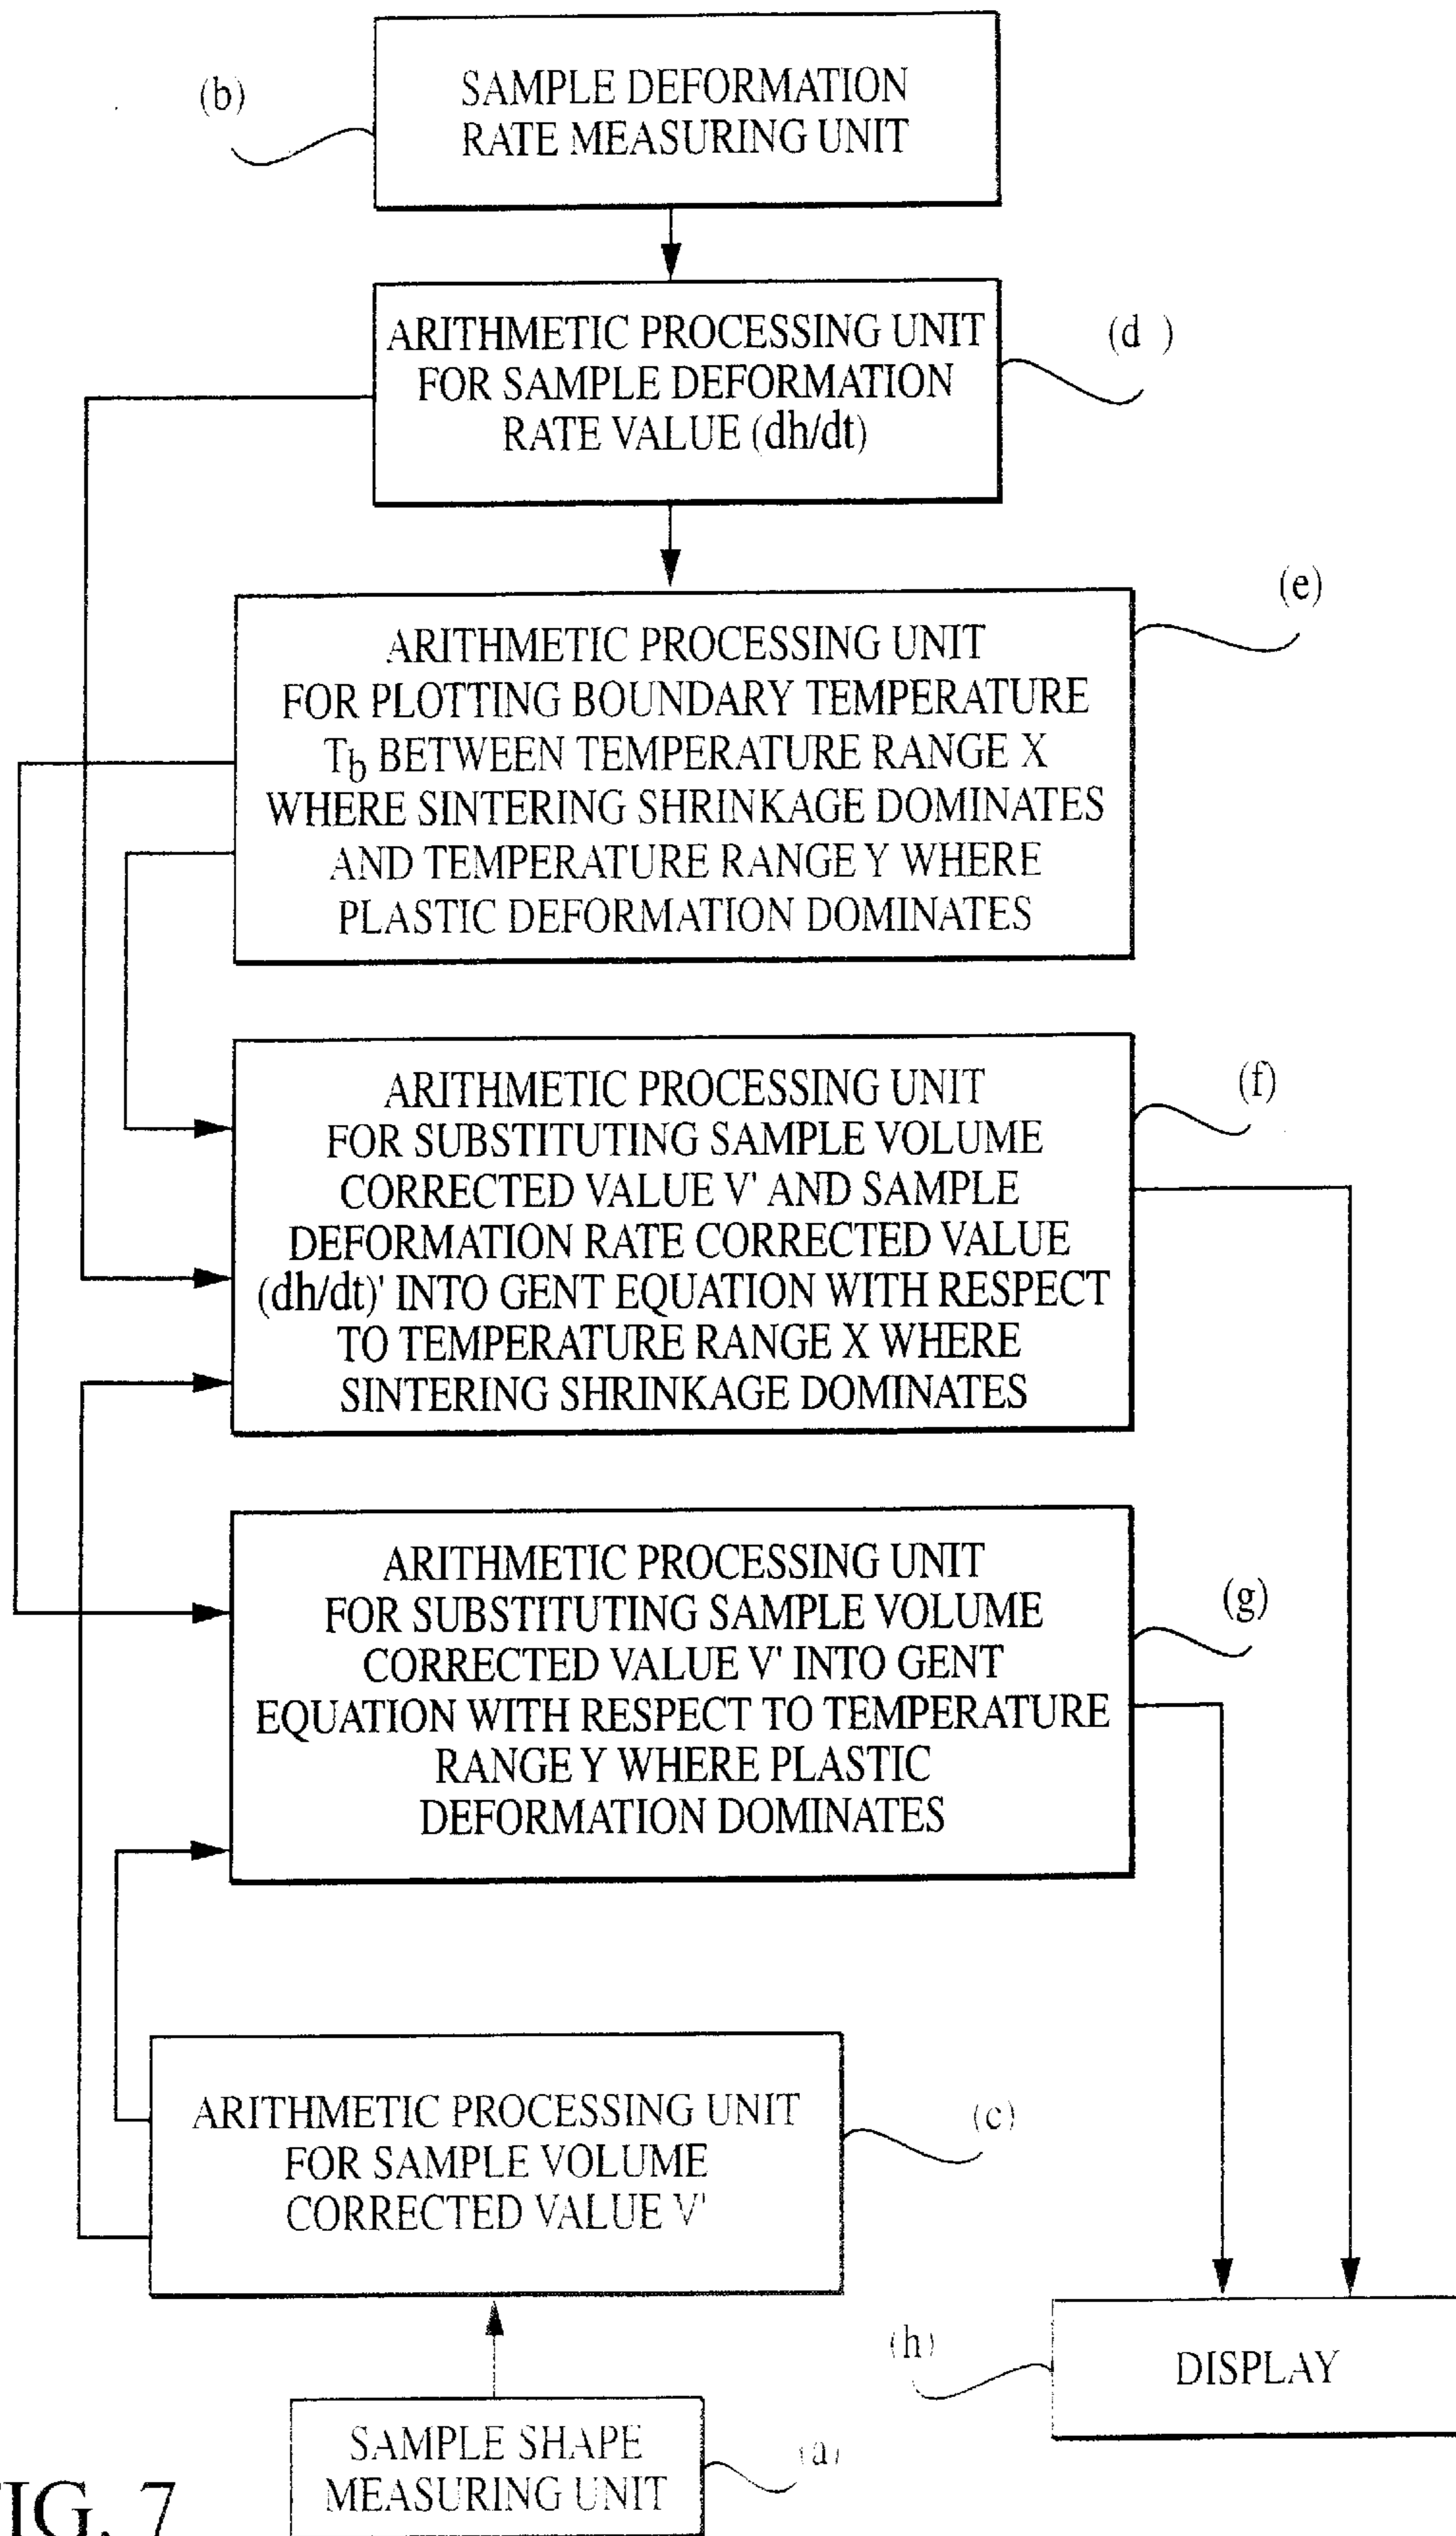 (b)
SAMPLE DEFORMATION
RATE MEASURING UNIT
ARITHMETIC PROCESSING UNIT
FOR SAMPLE DEFORMATION
RATE VALUE (dh/dt)
(d )
(e)
ARITHMETIC PROCESSING UNIT
FOR PLOTTING BOUNDARY TEMPERATURE
Tb BETWEEN TEMPERATURE RANGE X
WHERE SINTERING SHRINKAGE DOMINATES
AND TEMPERATURE RANGE Y WHERE
PLASTIC DEFORMATION DOMINATES
(f)
ARITHMETIC PROCESSING UNIT
FOR SUBSTITUTING SAMPLE VOLUME
CORRECTED VALUE V' AND SAMPLE
DEFORMATION RATE CORRECTED VALUE
(dh/dt)' INTO GENT EQUATION WITH RESPECT
TO TEMPERATURE RANGE X WHERE
SINTERING SHRINKAGE DOMINATES
(g)
ARITHMETIC PROCESSING UNIT
FOR SUBSTITUTING SAMPLE VOLUME
CORRECTED VALUE V' INTO GENT
EQUATION WITH RESPECT TO TEMPERATURE
RANGE Y WHERE PLASTIC
DEFORMATION DOMINATES
ARITHMETIC PROCESSING UNIT
FOR SAMPLE VOLUME
CORRECTED VALUE V'
(c)
(h)
DISPLAY
SAMPLE SHAPE
MEASURING UNIT
(a)
FIG. 7